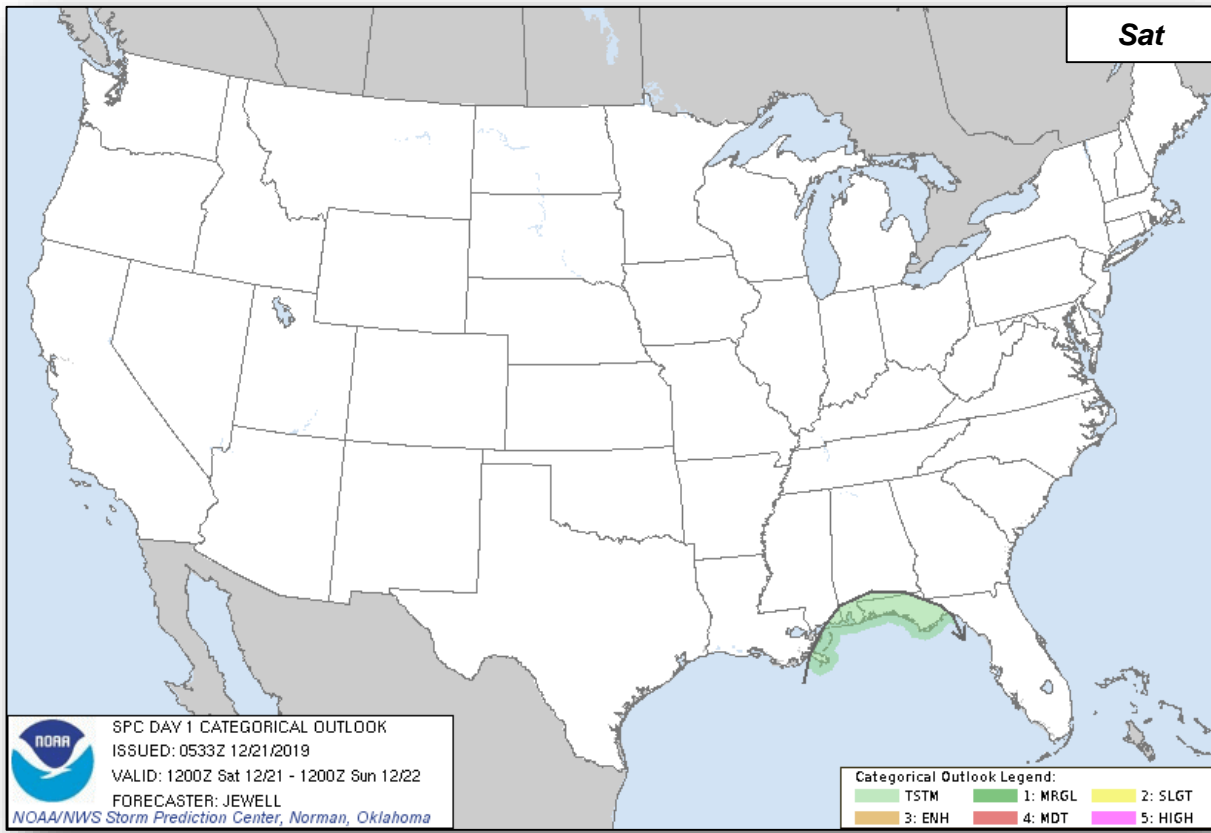 Sat
NOAA
SPC DAY 1 CATEGORICAL OUTLOOK
ISSUED: 0533Z 12/21/2019
VALID: 1200Z Sat 12/21 - 1200Z Sun 12/22
FORECASTER: JEWELL
NOAA/NWS Storm Prediction Center, Norman, Oklahoma
Categorical Outlook Legend:
TSTM 1: MRGL 2: SLGT
3: ENH 4: MDT 5: HIGH